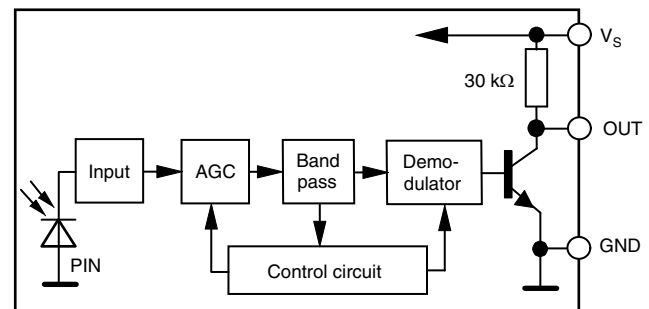 V_S
30 kΩ
OUT
Input
AGC
Band
pass
Demo-
dulator
PIN
Control circuit
GND